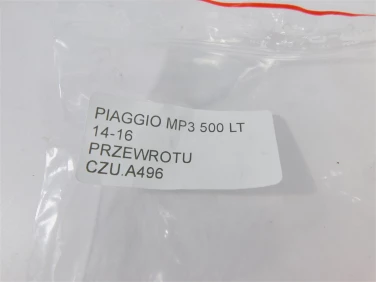 PIAGGIO MP3 500 LT
14-16
PRZEWROTU
CZU.A496